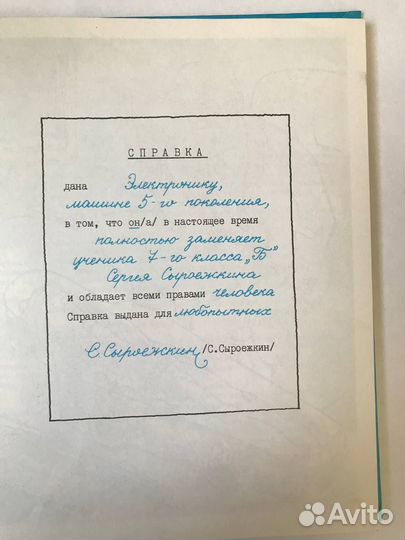 СПРАВКА
дана Электронику,
машине 5-го поколения,
в том, что он/а/ в настоящее время
полностью заменяет
ученика 7-го класса „Б"
Сергея Сыроежкина
и обладает всеми правами человека
Справка выдана для любопытных
С. Сыроежкин /С.Сыроежкин/
Avito